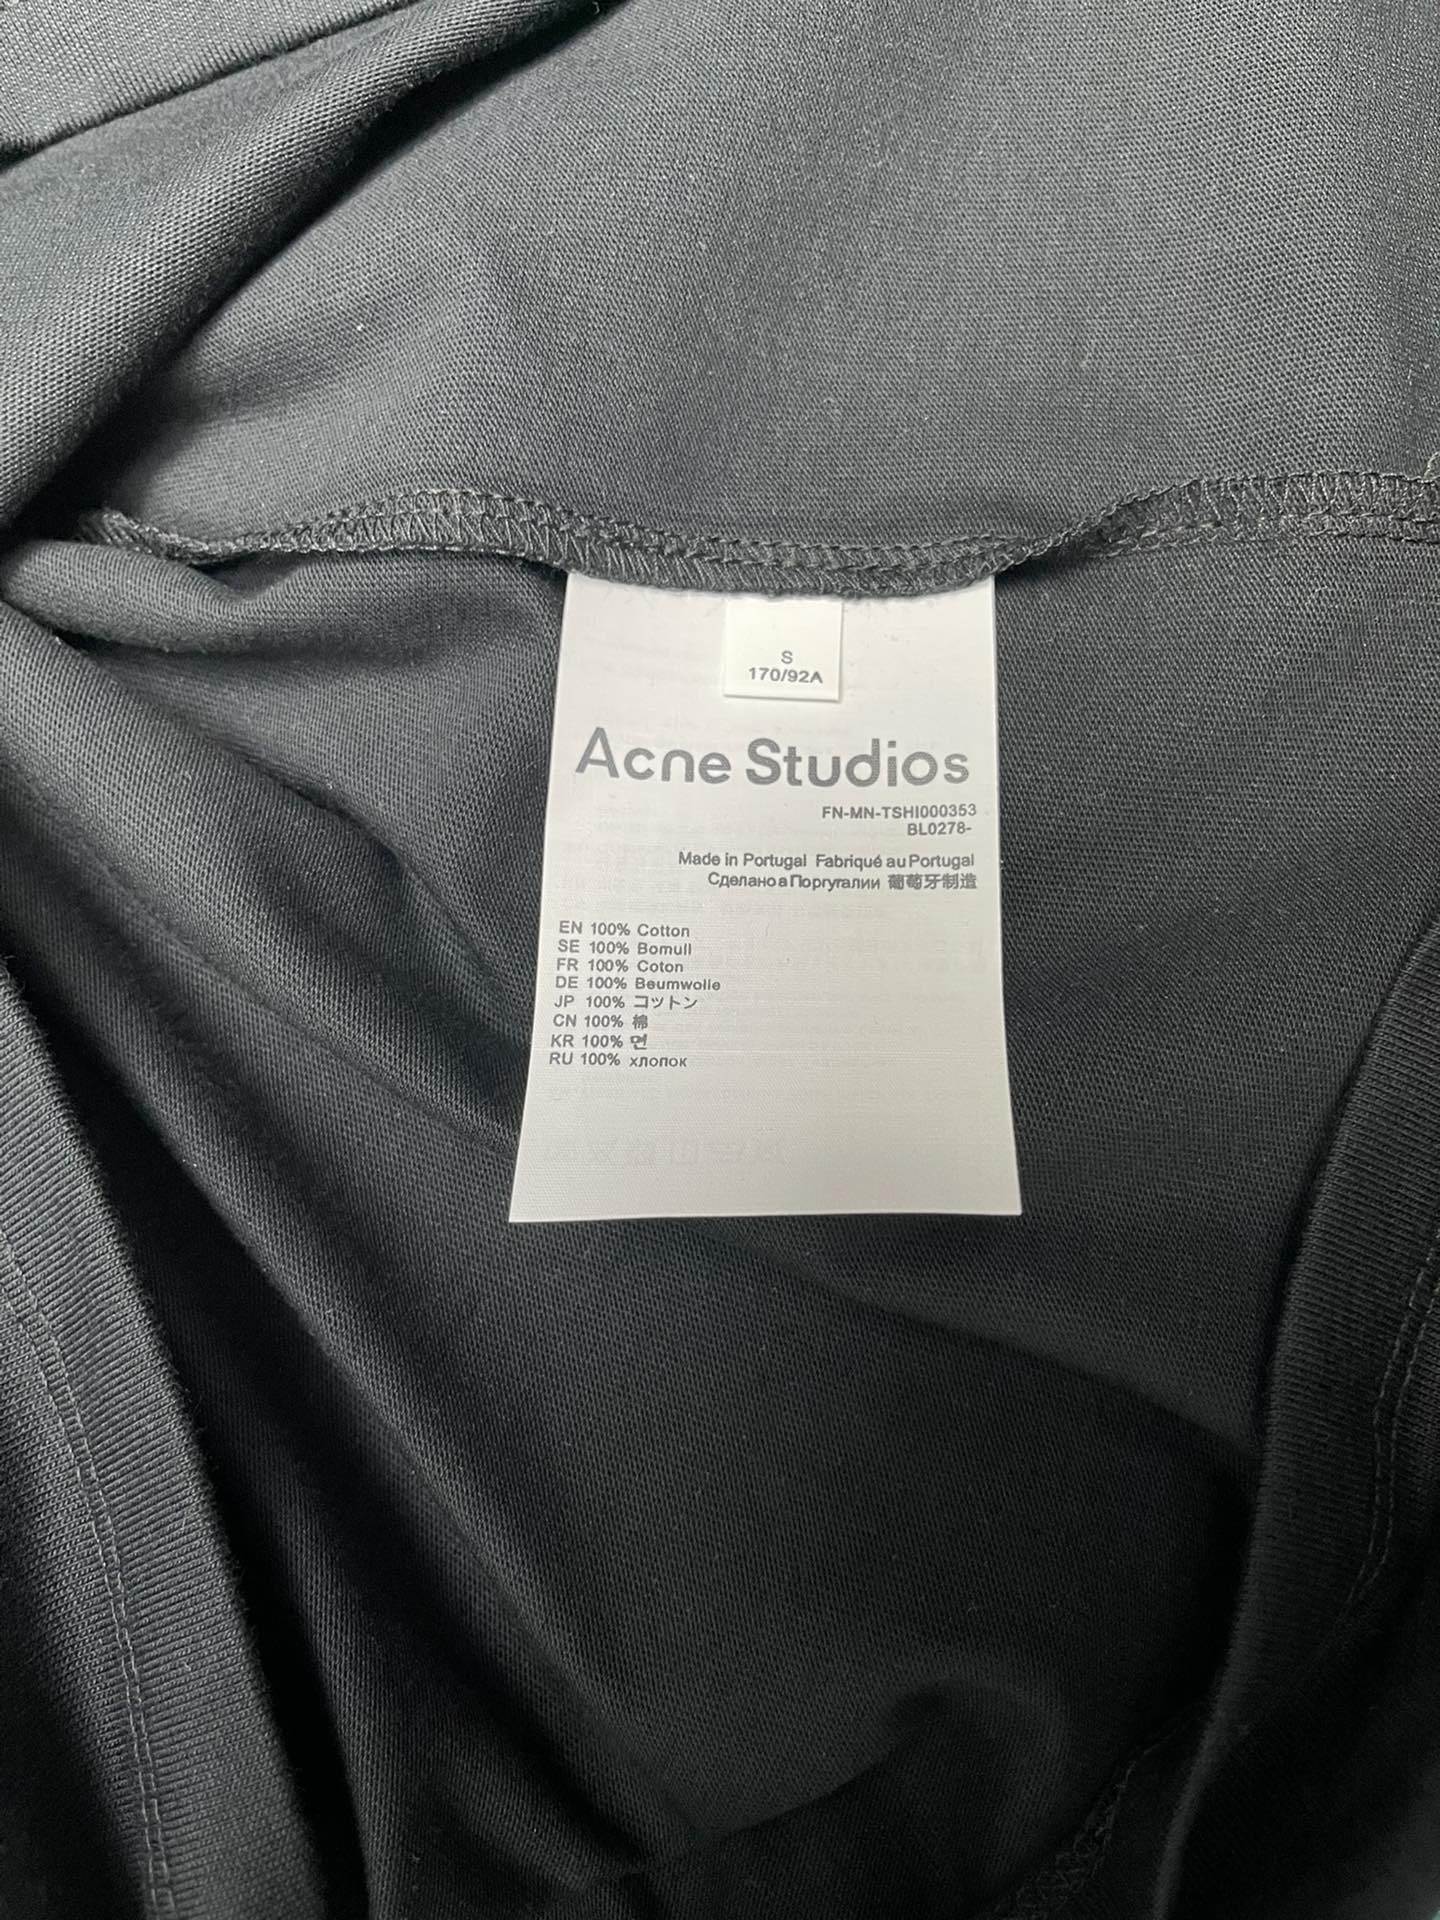 S
170/92A
Acne Studios
FN-MN-TSHI000353
BL0278-
Made in Portugal Fabriqué au Portugal
Сделано а Поргугалии 葡萄牙制造
EN 100% Cotton
SE 100% Bomull
FR 100% Coton
DE 100% Beumwolle
JP 100% コットン
CN 100% 棉
KR 100% 면
RU 100% хлопок